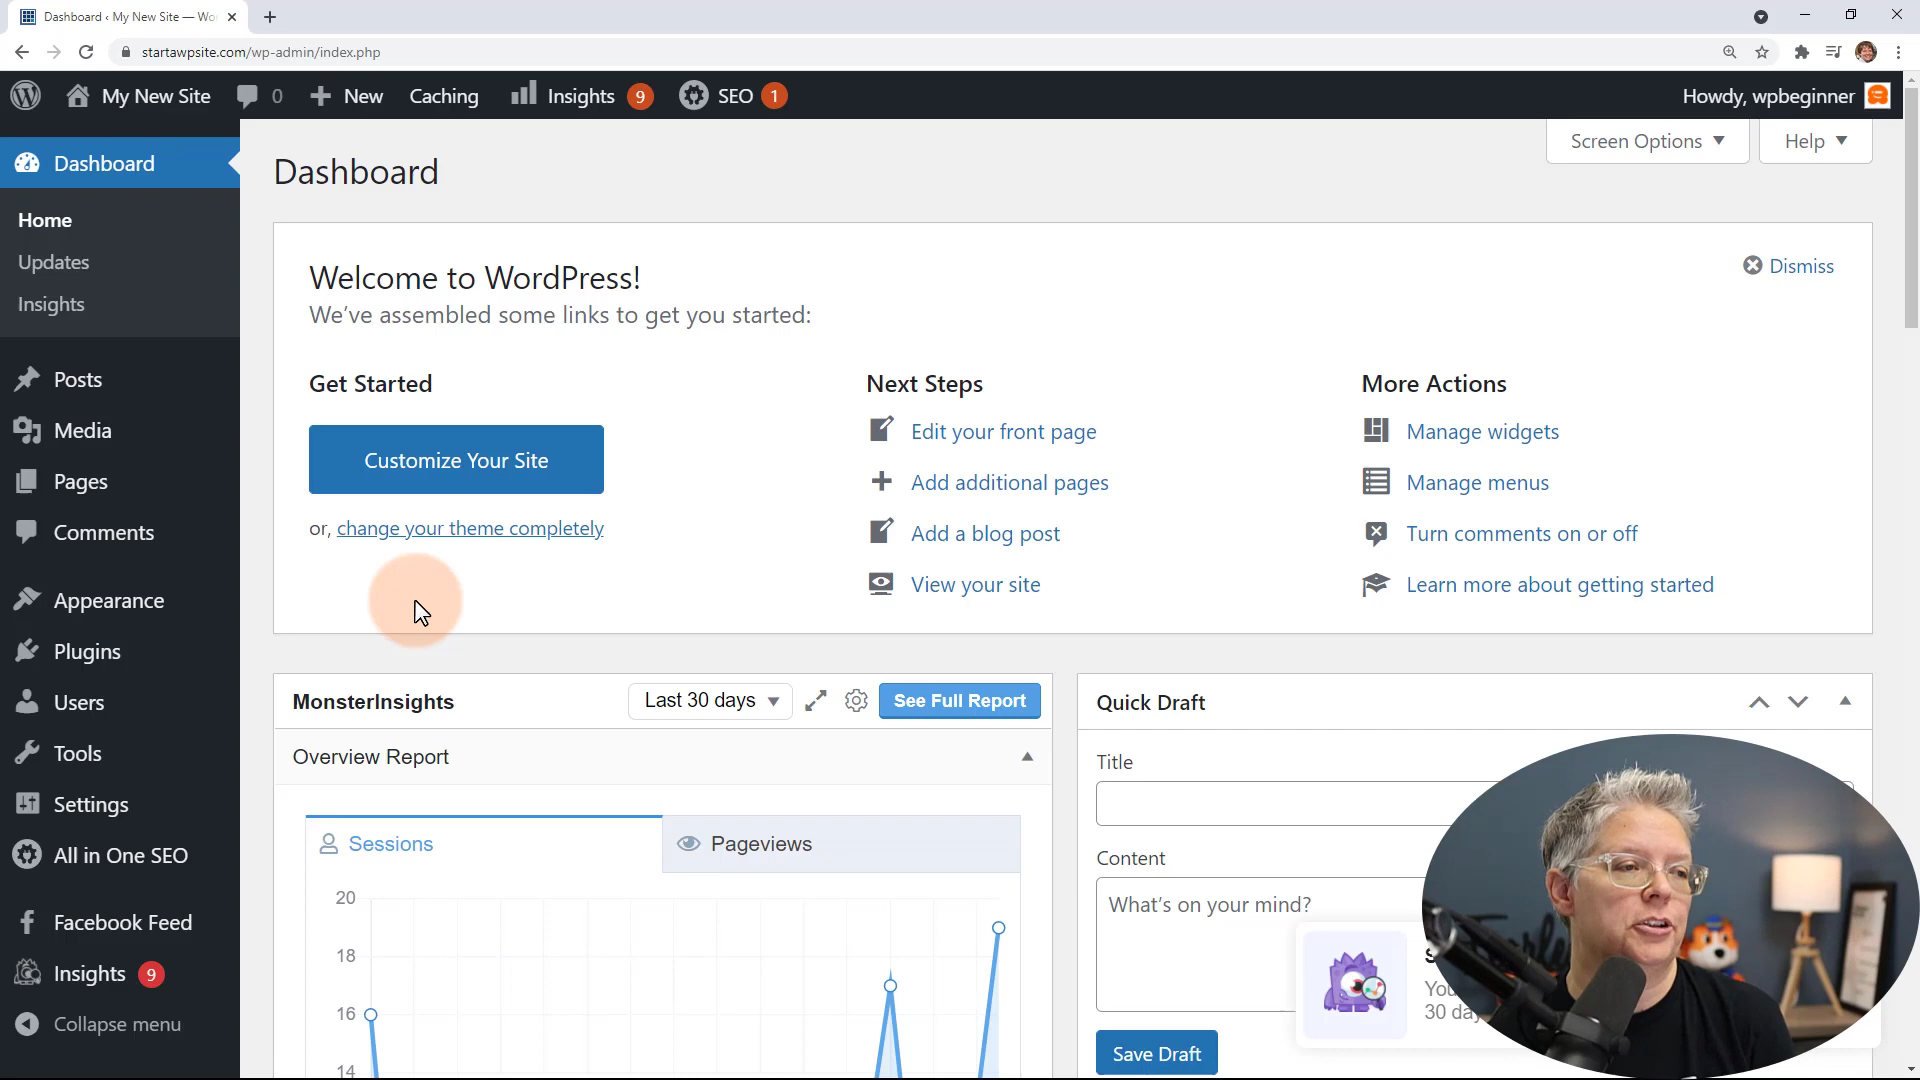 Dashboard ‹ My New Site — Wo
startawpsite.com/wp-admin/index.php
My New Site
0
New
Caching
Insights
9
SEO
1
Howdy, wpbeginner
Dashboard
Home
Updates
Insights
Posts
Media
Pages
Comments
Appearance
Plugins
Users
Tools
Settings
All in One SEO
Facebook Feed
Insights
9
Collapse menu
Screen Options
Help
Dashboard
Welcome to WordPress!
We've assembled some links to get you started:
Dismiss
Get Started
Customize Your Site
or, change your theme completely
Next Steps
Edit your front page
Add additional pages
Add a blog post
View your site
More Actions
Manage widgets
Manage menus
Turn comments on or off
Learn more about getting started
MonsterInsights
Last 30 days
See Full Report
Overview Report
Sessions
Pageviews
20
18
16
14
Quick Draft
Title
Content
What's on your mind?
Save Draft
30